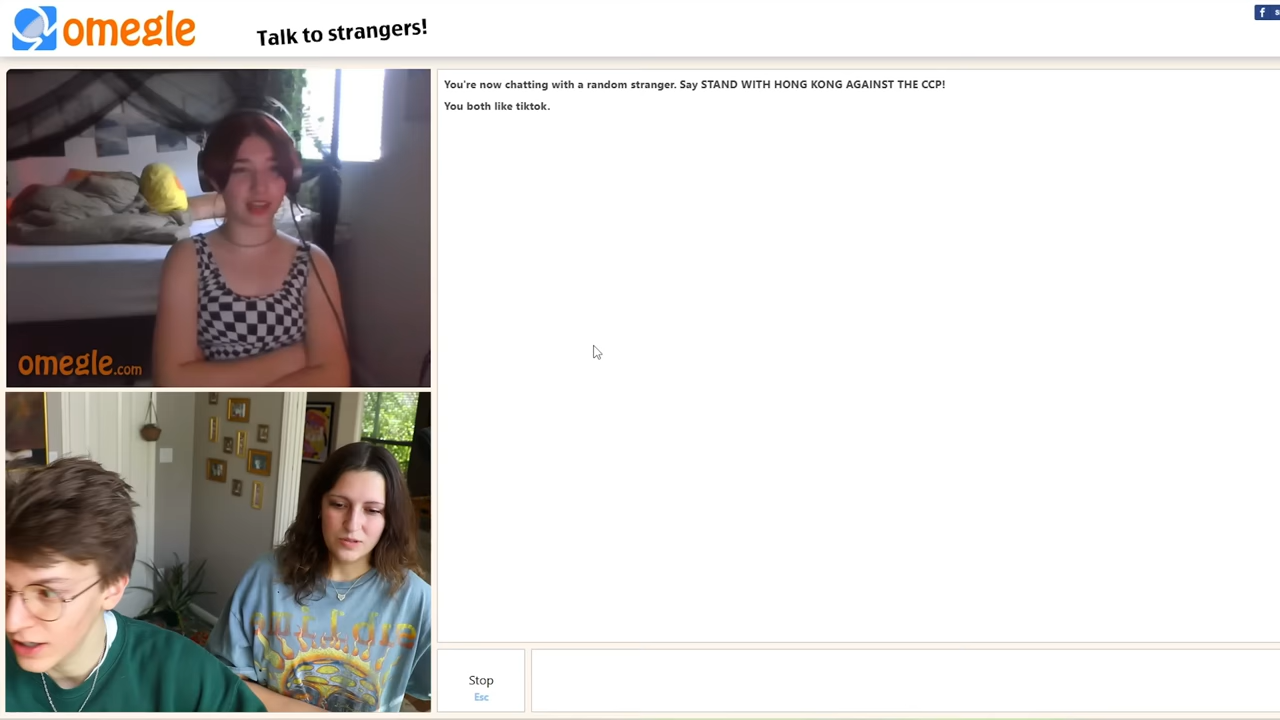 omegle
Talk to strangers!
f s
You're now chatting with a random stranger. Say STAND WITH HONG KONG AGAINST THE CCP!
You both like tiktok.
omegle.com
Stop
Esc